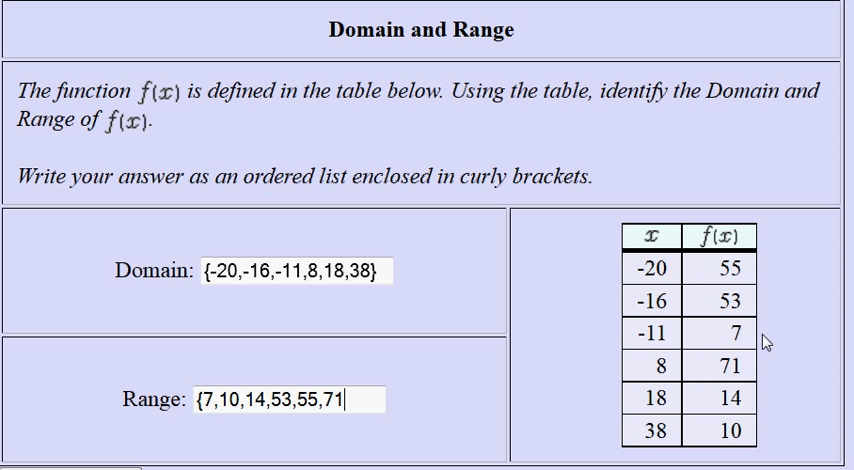 Domain and Range
The function f(x) is defined in the table below. Using the table, identify the Domain and
Range of f(x).
Write your answer as an ordered list enclosed in curly brackets.
Domain: {-20,-16,-11,8,18,38}
Range: {7,10,14,53,55,71
x f(x)
-20 55
-16 53
-11 7
8 71
18 14
38 10